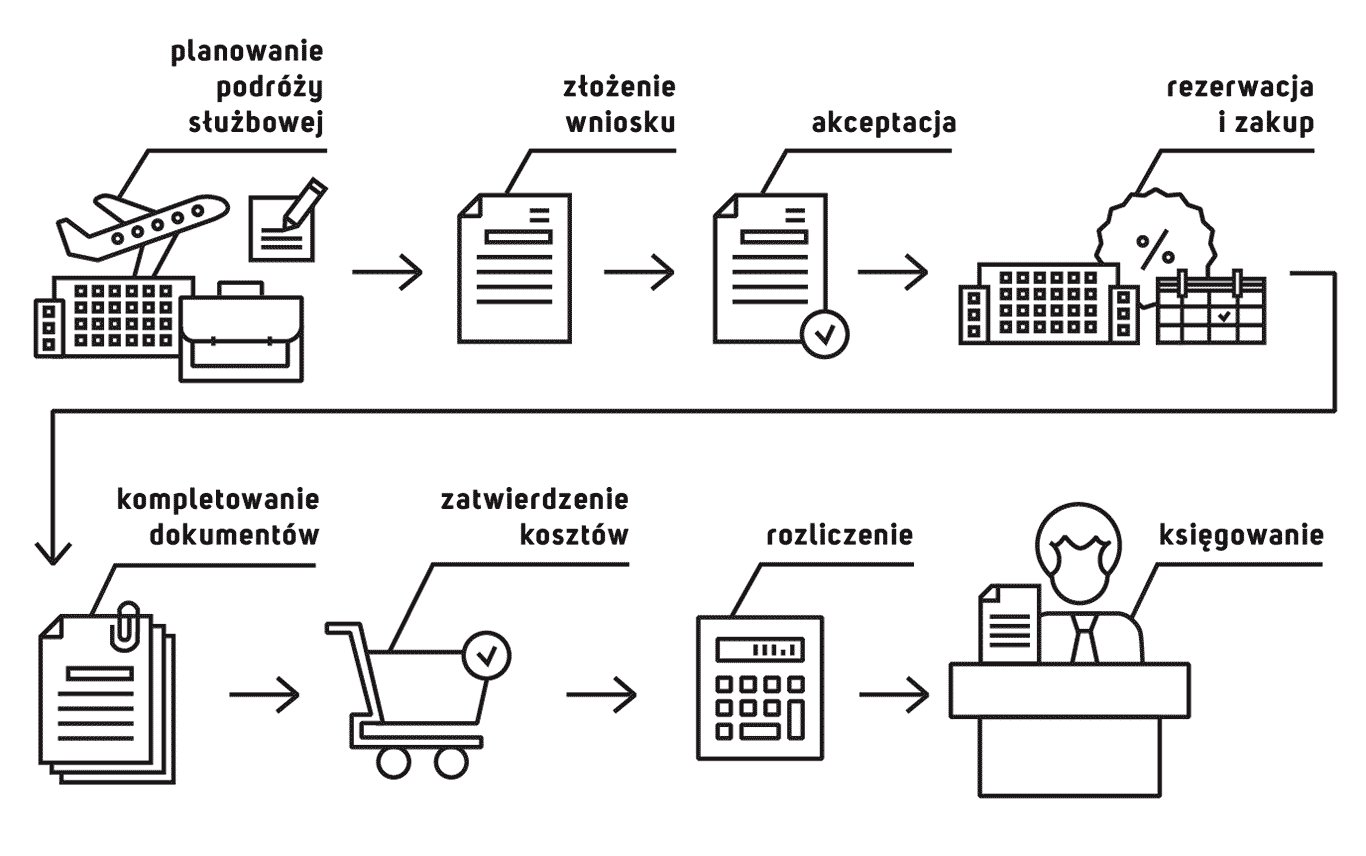 planowanie
podróży
służbowej
złożenie
wniosku
akceptacja
rezerwacja
i zakup
kompletowanie
dokumentów
zatwierdzenie
kosztów
rozliczenie
księgowanie